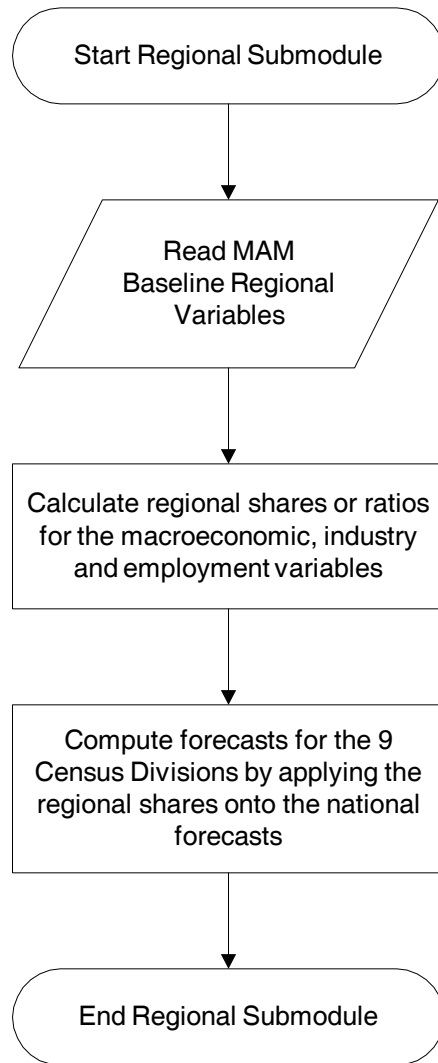 Start Regional Submodule
Read MAM
Baseline Regional
Variables
Calculate regional shares or ratios
for the macroeconomic, industry
and employment variables
Compute forecasts for the 9
Census Divisions by applying the
regional shares onto the national
forecasts
End Regional Submodule